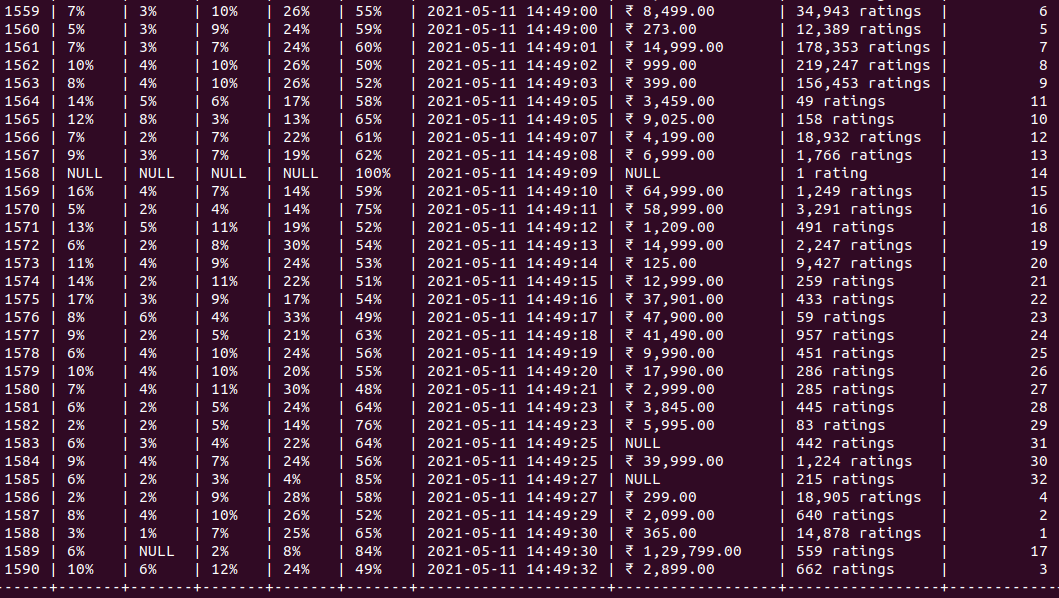 1559 | 7% | 3% | 10% | 26% | 55% | 2021-05-11 14:49:00 | ₹ 8,499.00 | 34,943 ratings | 6
1560 | 5% | 3% | 9% | 24% | 59% | 2021-05-11 14:49:00 | ₹ 273.00 | 12,389 ratings | 5
1561 | 7% | 3% | 7% | 24% | 60% | 2021-05-11 14:49:01 | ₹ 14,999.00 | 178,353 ratings | 7
1562 | 10% | 4% | 10% | 26% | 50% | 2021-05-11 14:49:02 | ₹ 999.00 | 219,247 ratings | 8
1563 | 8% | 4% | 10% | 26% | 52% | 2021-05-11 14:49:03 | ₹ 399.00 | 156,453 ratings | 9
1564 | 14% | 5% | 6% | 17% | 58% | 2021-05-11 14:49:05 | ₹ 3,459.00 | 49 ratings | 11
1565 | 12% | 8% | 3% | 13% | 65% | 2021-05-11 14:49:05 | ₹ 9,025.00 | 158 ratings | 10
1566 | 7% | 2% | 7% | 22% | 61% | 2021-05-11 14:49:07 | ₹ 4,199.00 | 18,932 ratings | 12
1567 | 9% | 3% | 7% | 19% | 62% | 2021-05-11 14:49:08 | ₹ 6,999.00 | 1,766 ratings | 13
1568 | NULL | NULL | NULL | NULL | 100% | 2021-05-11 14:49:09 | NULL | 1 rating | 14
1569 | 16% | 4% | 7% | 14% | 59% | 2021-05-11 14:49:10 | ₹ 64,999.00 | 1,249 ratings | 15
1570 | 5% | 2% | 4% | 14% | 75% | 2021-05-11 14:49:11 | ₹ 58,999.00 | 3,291 ratings | 16
1571 | 13% | 5% | 11% | 19% | 52% | 2021-05-11 14:49:12 | ₹ 1,209.00 | 491 ratings | 18
1572 | 6% | 2% | 8% | 30% | 54% | 2021-05-11 14:49:13 | ₹ 14,999.00 | 2,247 ratings | 19
1573 | 11% | 4% | 9% | 24% | 53% | 2021-05-11 14:49:14 | ₹ 125.00 | 9,427 ratings | 20
1574 | 14% | 2% | 11% | 22% | 51% | 2021-05-11 14:49:15 | ₹ 12,999.00 | 259 ratings | 21
1575 | 17% | 3% | 9% | 17% | 54% | 2021-05-11 14:49:16 | ₹ 37,901.00 | 433 ratings | 22
1576 | 8% | 6% | 4% | 33% | 49% | 2021-05-11 14:49:17 | ₹ 47,900.00 | 59 ratings | 23
1577 | 9% | 2% | 5% | 21% | 63% | 2021-05-11 14:49:18 | ₹ 41,490.00 | 957 ratings | 24
1578 | 6% | 4% | 10% | 24% | 56% | 2021-05-11 14:49:19 | ₹ 9,990.00 | 451 ratings | 25
1579 | 10% | 4% | 10% | 20% | 55% | 2021-05-11 14:49:20 | ₹ 17,990.00 | 286 ratings | 26
1580 | 7% | 4% | 11% | 30% | 48% | 2021-05-11 14:49:21 | ₹ 2,999.00 | 285 ratings | 27
1581 | 6% | 2% | 5% | 24% | 64% | 2021-05-11 14:49:23 | ₹ 3,845.00 | 445 ratings | 28
1582 | 2% | 2% | 5% | 14% | 76% | 2021-05-11 14:49:23 | ₹ 5,995.00 | 83 ratings | 29
1583 | 6% | 3% | 4% | 22% | 64% | 2021-05-11 14:49:25 | NULL | 442 ratings | 31
1584 | 9% | 4% | 7% | 24% | 56% | 2021-05-11 14:49:25 | ₹ 39,999.00 | 1,224 ratings | 30
1585 | 6% | 2% | 3% | 4% | 85% | 2021-05-11 14:49:27 | NULL | 215 ratings | 32
1586 | 2% | 2% | 9% | 28% | 58% | 2021-05-11 14:49:27 | ₹ 299.00 | 18,905 ratings | 4
1587 | 8% | 4% | 10% | 26% | 52% | 2021-05-11 14:49:29 | ₹ 2,099.00 | 640 ratings | 2
1588 | 3% | 1% | 7% | 25% | 65% | 2021-05-11 14:49:30 | ₹ 365.00 | 14,878 ratings | 1
1589 | 6% | NULL | 2% | 8% | 84% | 2021-05-11 14:49:30 | ₹ 1,29,799.00 | 559 ratings | 17
1590 | 10% | 6% | 12% | 24% | 49% | 2021-05-11 14:49:32 | ₹ 2,899.00 | 662 ratings | 3
------+-------+-------+-------+-------+-------+---------------------+------------------+-----------------+------------